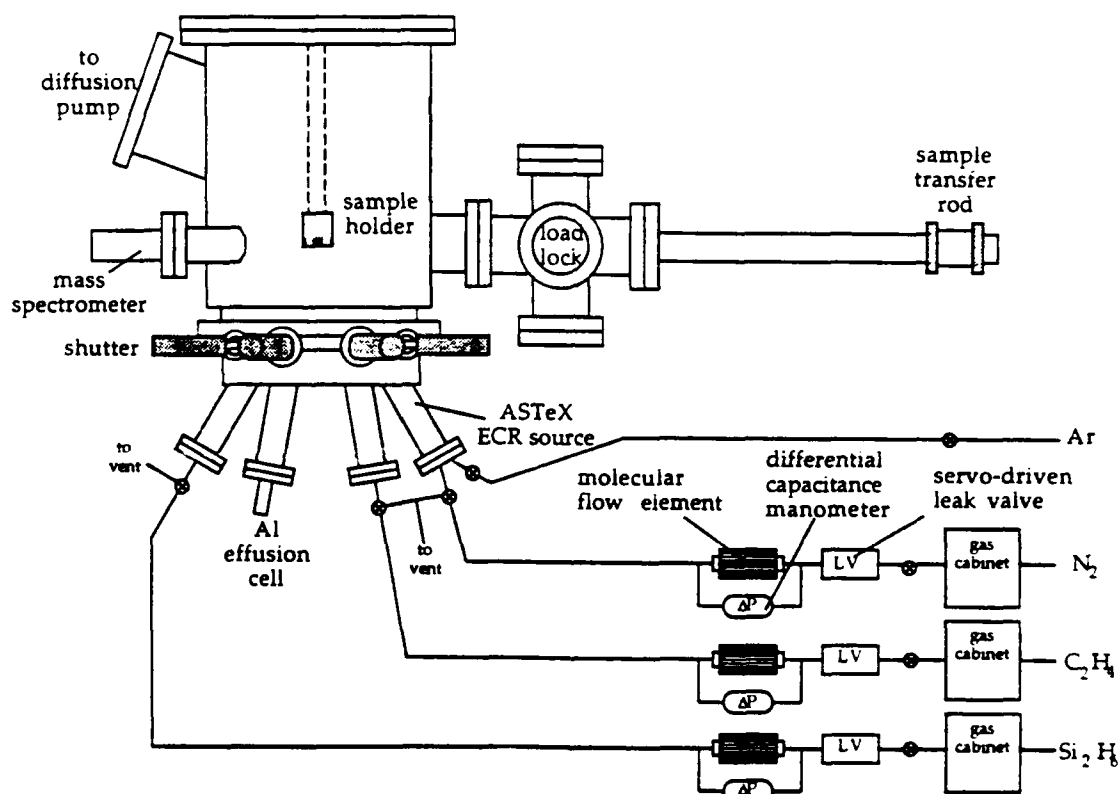 to
diffusion
pump
sample
holder
load
lock
sample
transfer
rod
mass
spectrometer
shutter
to
vent
Al
effusion
cell
to
vent
ASTeX
ECR source
Ar
molecular
flow element
differential
capacitance
manometer
servo-driven
leak valve
ΔP
LV
gas
cabinet
N₂
ΔP
LV
gas
cabinet
C₂H₄
ΔP
LV
gas
cabinet
Si₂H₆